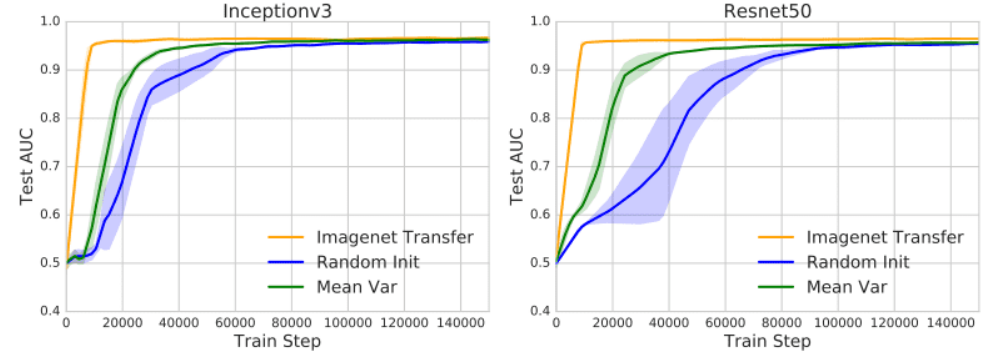 Inceptionv3
1.0
0.9
0.8
0.7
0.6
0.5
0.4
Test AUC
Imagenet Transfer
Random Init
Mean Var
0 20000 40000 60000 80000 100000 120000 140000
Train Step
Resnet50
1.0
0.9
0.8
0.7
0.6
0.5
0.4
Test AUC
Imagenet Transfer
Random Init
Mean Var
0 20000 40000 60000 80000 100000 120000 140000
Train Step